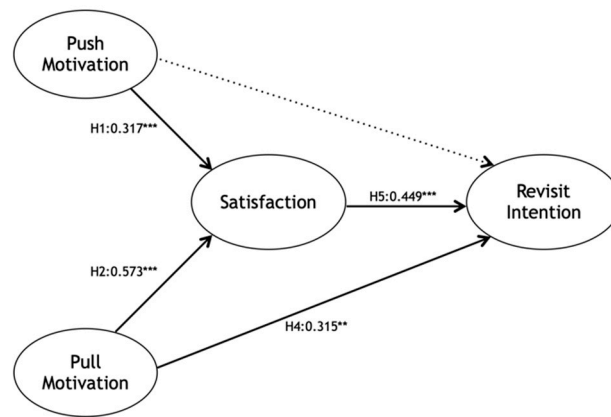 Push
Motivation
H1:0.317***
Satisfaction
H5:0.449***
Revisit
Intention
H2:0.573***
H4:0.315**
Pull
Motivation